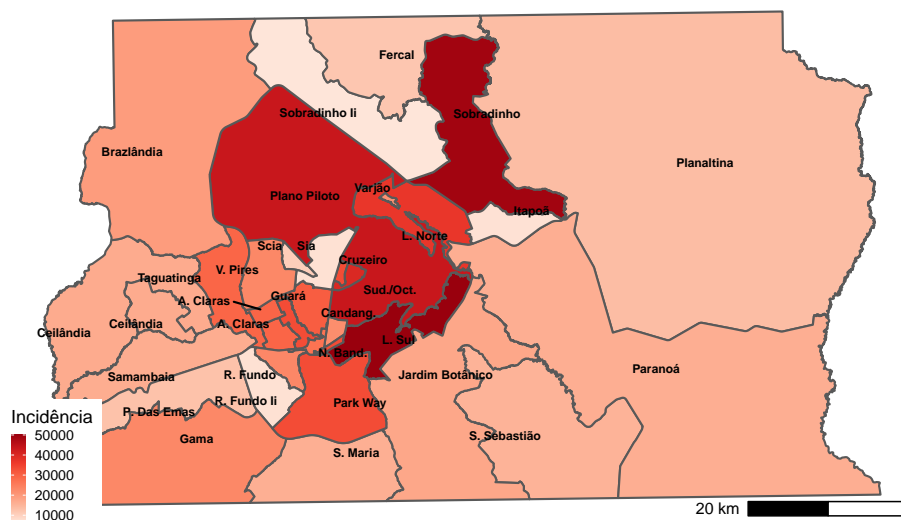 Fercal
Sobradinho Ii
Sobradinho
Brazlândia
Planaltina
Varjão
Plano Piloto
Itapoã
L. Norte
Scia
Sia
Cruzeiro
V. Pires
Taguatinga
Sud./Oct.
Guará
A. Claras
Candang.
Ceilândia
Ceilândia
A. Claras
L. Sul
N. Band.
Samambaia
R. Fundo
Jardim Botânico
Paranoá
R. Fundo Ii
Park Way
P. Das Emas
Gama
S. Sebastião
S. Maria
Incidência
50000
40000
30000
20000
10000
20 km